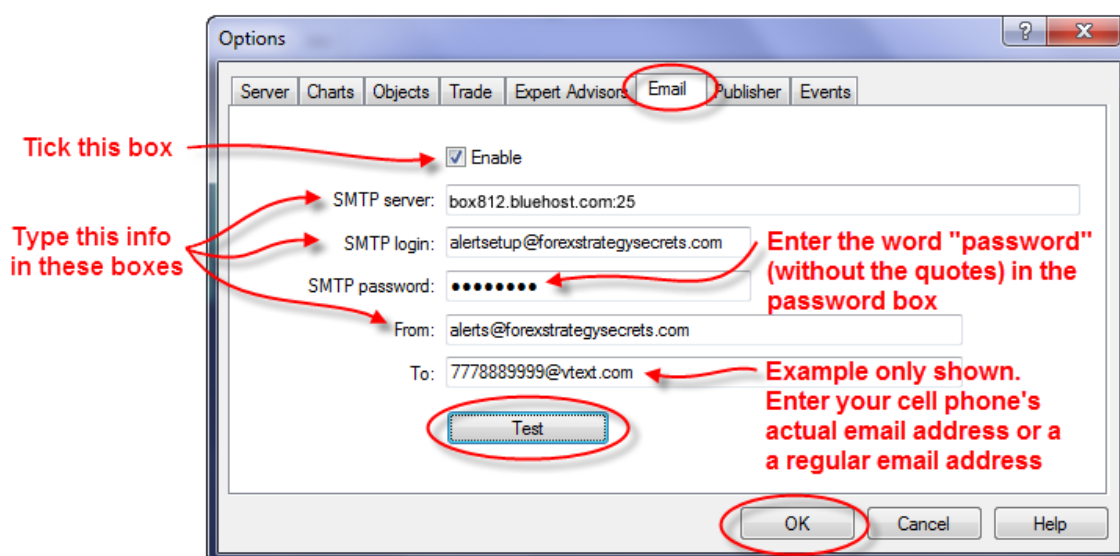 Options
Server Charts Objects Trade Expert Advisors Email Publisher Events
Tick this box
Enable
SMTP server: box812.bluehost.com:25
Type this info
in these boxes
SMTP login: alertsetup@forexstrategysecrets.com
Enter the word "password"
(without the quotes) in the
password box
SMTP password: ●●●●●●●●
From: alerts@forexstrategysecrets.com
To: 7778889999@vtext.com
Example only shown.
Enter your cell phone's
actual email address or a
a regular email address
Test
OK Cancel Help